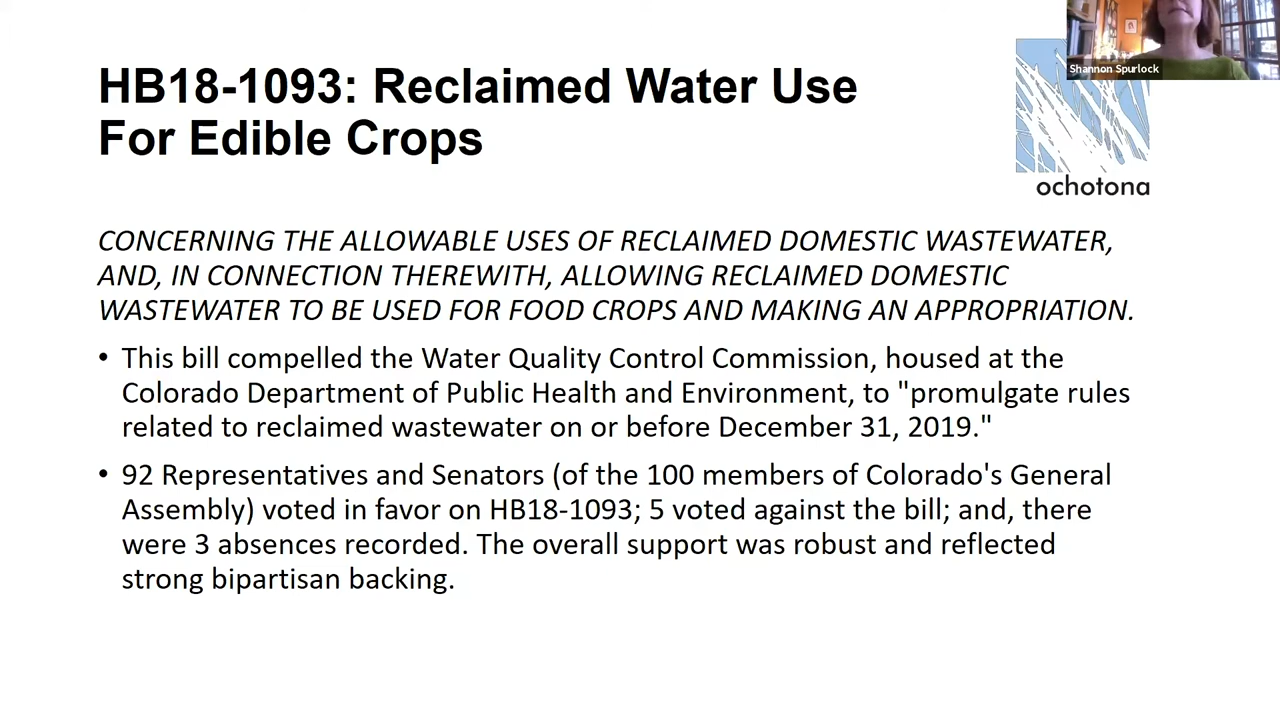 HB18-1093: Reclaimed Water Use
For Edible Crops
Shannon Spurlock
ochotona
CONCERNING THE ALLOWABLE USES OF RECLAIMED DOMESTIC WASTEWATER,
AND, IN CONNECTION THEREWITH, ALLOWING RECLAIMED DOMESTIC
WASTEWATER TO BE USED FOR FOOD CROPS AND MAKING AN APPROPRIATION.
• This bill compelled the Water Quality Control Commission, housed at the
Colorado Department of Public Health and Environment, to "promulgate rules
related to reclaimed wastewater on or before December 31, 2019."
• 92 Representatives and Senators (of the 100 members of Colorado's General
Assembly) voted in favor on HB18-1093; 5 voted against the bill; and, there
were 3 absences recorded. The overall support was robust and reflected
strong bipartisan backing.